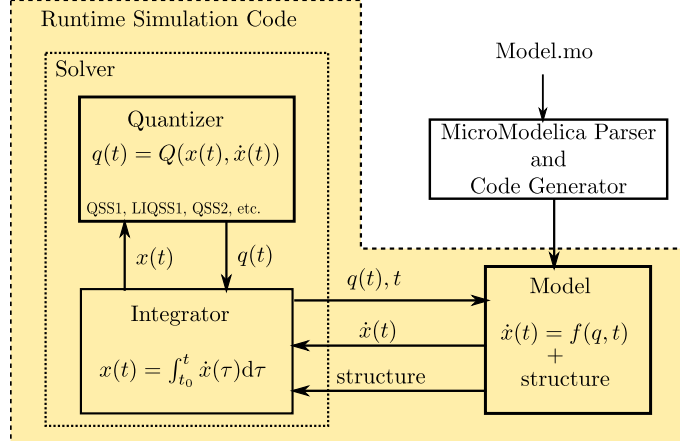 Runtime Simulation Code
Solver
Quantizer
q(t) = Q(x(t), ẋ(t))
QSS1, LIQSS1, QSS2, etc.
x(t)
q(t)
Integrator
x(t) = ∫_{t_0}^{t} ẋ(τ)dτ
q(t), t
ẋ(t)
structure
Model.mo
MicroModelica Parser
and
Code Generator
Model
ẋ(t) = f(q, t)
+
structure